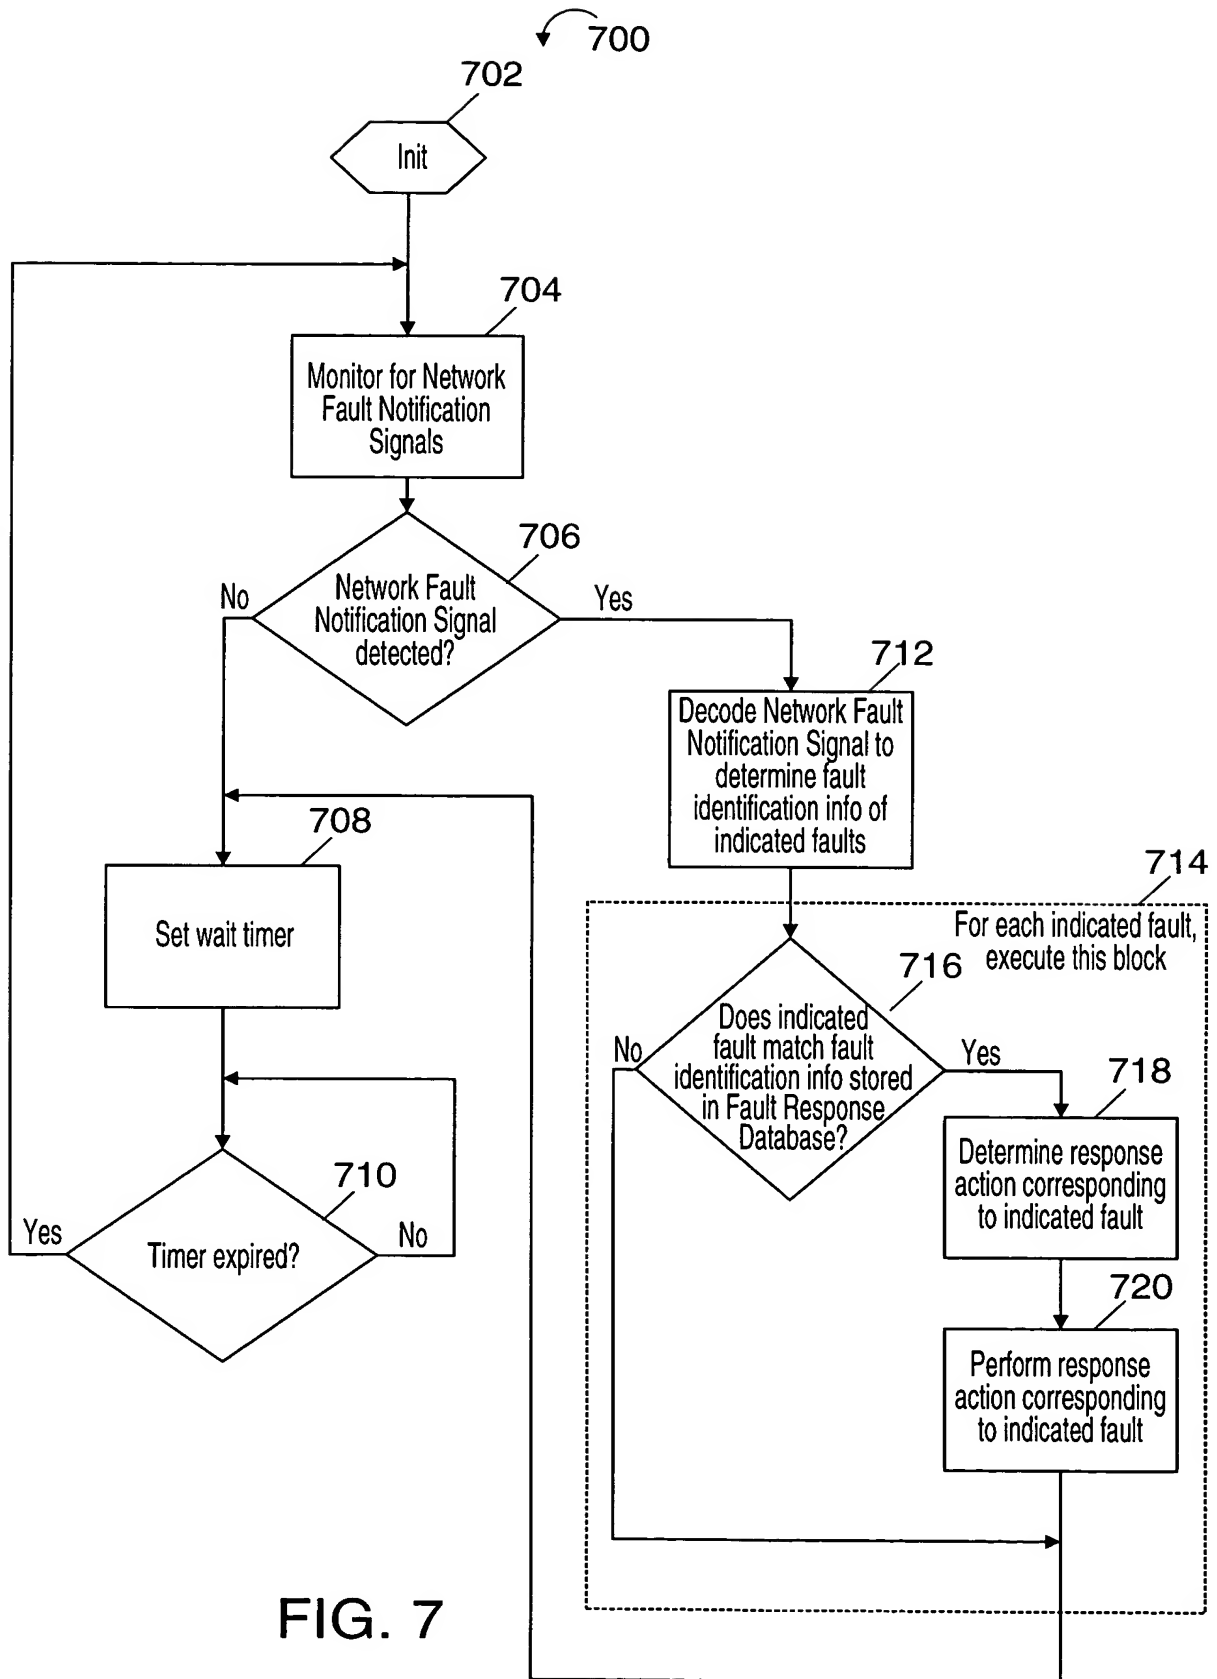 700
702
Init
704
Monitor for Network
Fault Notification
Signals
706
Network Fault
Notification Signal
detected?
No
Yes
712
Decode Network Fault
Notification Signal to
determine fault
identification info of
indicated faults
708
Set wait timer
714
For each indicated fault,
execute this block
716
Does indicated
fault match fault
identification info stored
in Fault Response
Database?
No
Yes
718
Determine response
action corresponding
to indicated fault
710
Timer expired?
Yes
No
720
Perform response
action corresponding
to indicated fault
FIG. 7